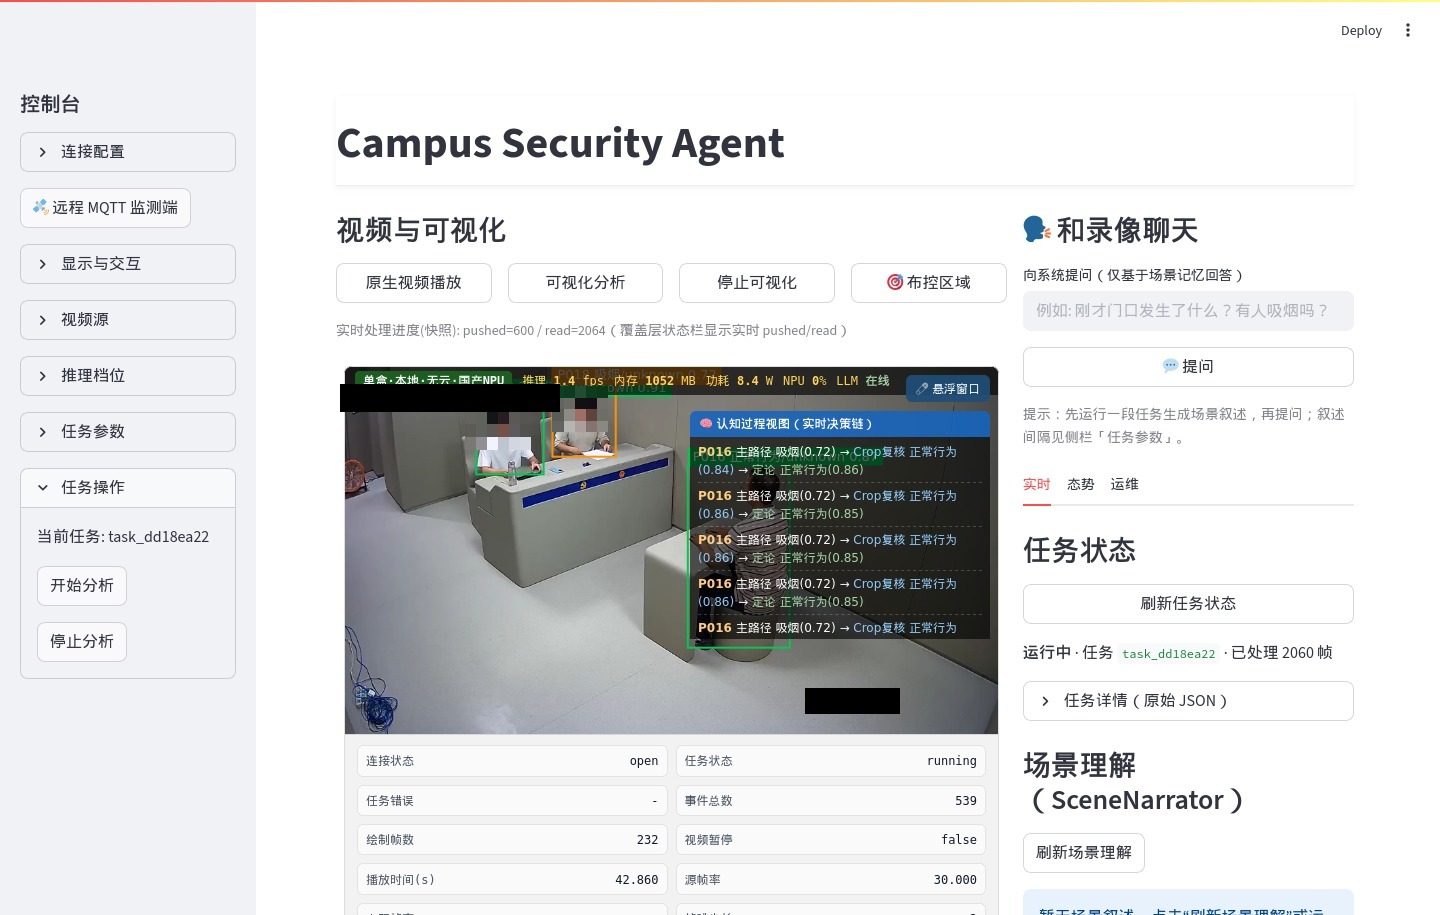 Deploy
控制台
连接配置
远程 MQTT 监测端
显示与交互
视频源
推理档位
任务参数
任务操作
当前任务: task_dd18ea22
开始分析
停止分析
Campus Security Agent
视频与可视化
原生视频播放
可视化分析
停止可视化
布控区域
实时处理进度(快照): pushed=600 / read=2064（覆盖层状态栏显示实时 pushed/read）
单盒·本地·无云·国产NPU 推理 1.4 fps 内存 1052 MB 功耗 8.4 W NPU 0% LLM 在线
悬浮窗口
认知过程视图（实时决策链）
P016 主路径 吸烟(0.72) → Crop复核 正常行为
(0.84) → 定论 正常行为(0.86)
P016 主路径 吸烟(0.72) → Crop复核 正常行为
(0.86) → 定论 正常行为(0.85)
P016 主路径 吸烟(0.72) → Crop复核 正常行为
(0.86) → 定论 正常行为(0.85)
P016 主路径 吸烟(0.72) → Crop复核 正常行为
(0.86) → 定论 正常行为(0.85)
P016 主路径 吸烟(0.72) → Crop复核 正常行为
连接状态 open
任务状态 running
任务错误 -
事件总数 539
绘制帧数 232
视频暂停 false
播放时间(s) 42.860
源帧率 30.000
和录像聊天
向系统提问（仅基于场景记忆回答）
例如: 刚才门口发生了什么？有人吸烟吗？
提问
提示：先运行一段任务生成场景叙述，再提问；叙述
间隔见侧栏「任务参数」。
实时 态势 运维
任务状态
刷新任务状态
运行中 · 任务 task_dd18ea22 · 已处理 2060 帧
任务详情（原始 JSON）
场景理解
（SceneNarrator）
刷新场景理解